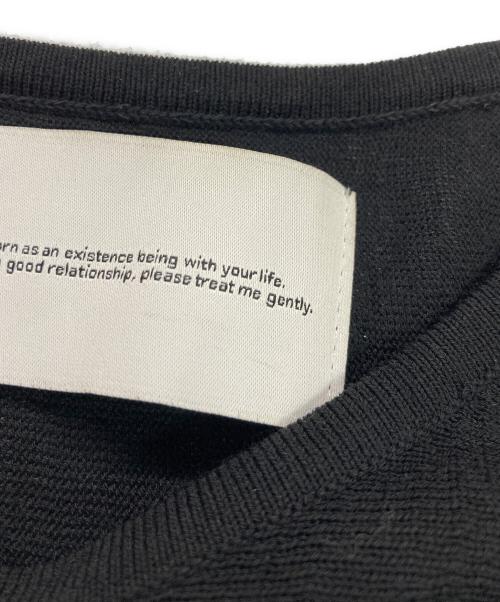 as an existence being with your life.
good relationship, please treat me gently.